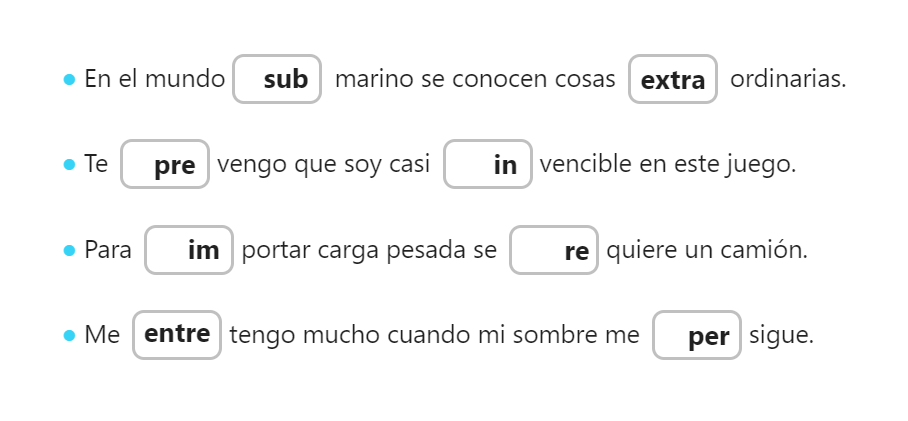 • En el mundo sub marino se conocen cosas extra ordinarias.
• Te pre vengo que soy casi in vencible en este juego.
• Para im portar carga pesada se re quiere un camión.
• Me entre tengo mucho cuando mi sombre me per sigue.